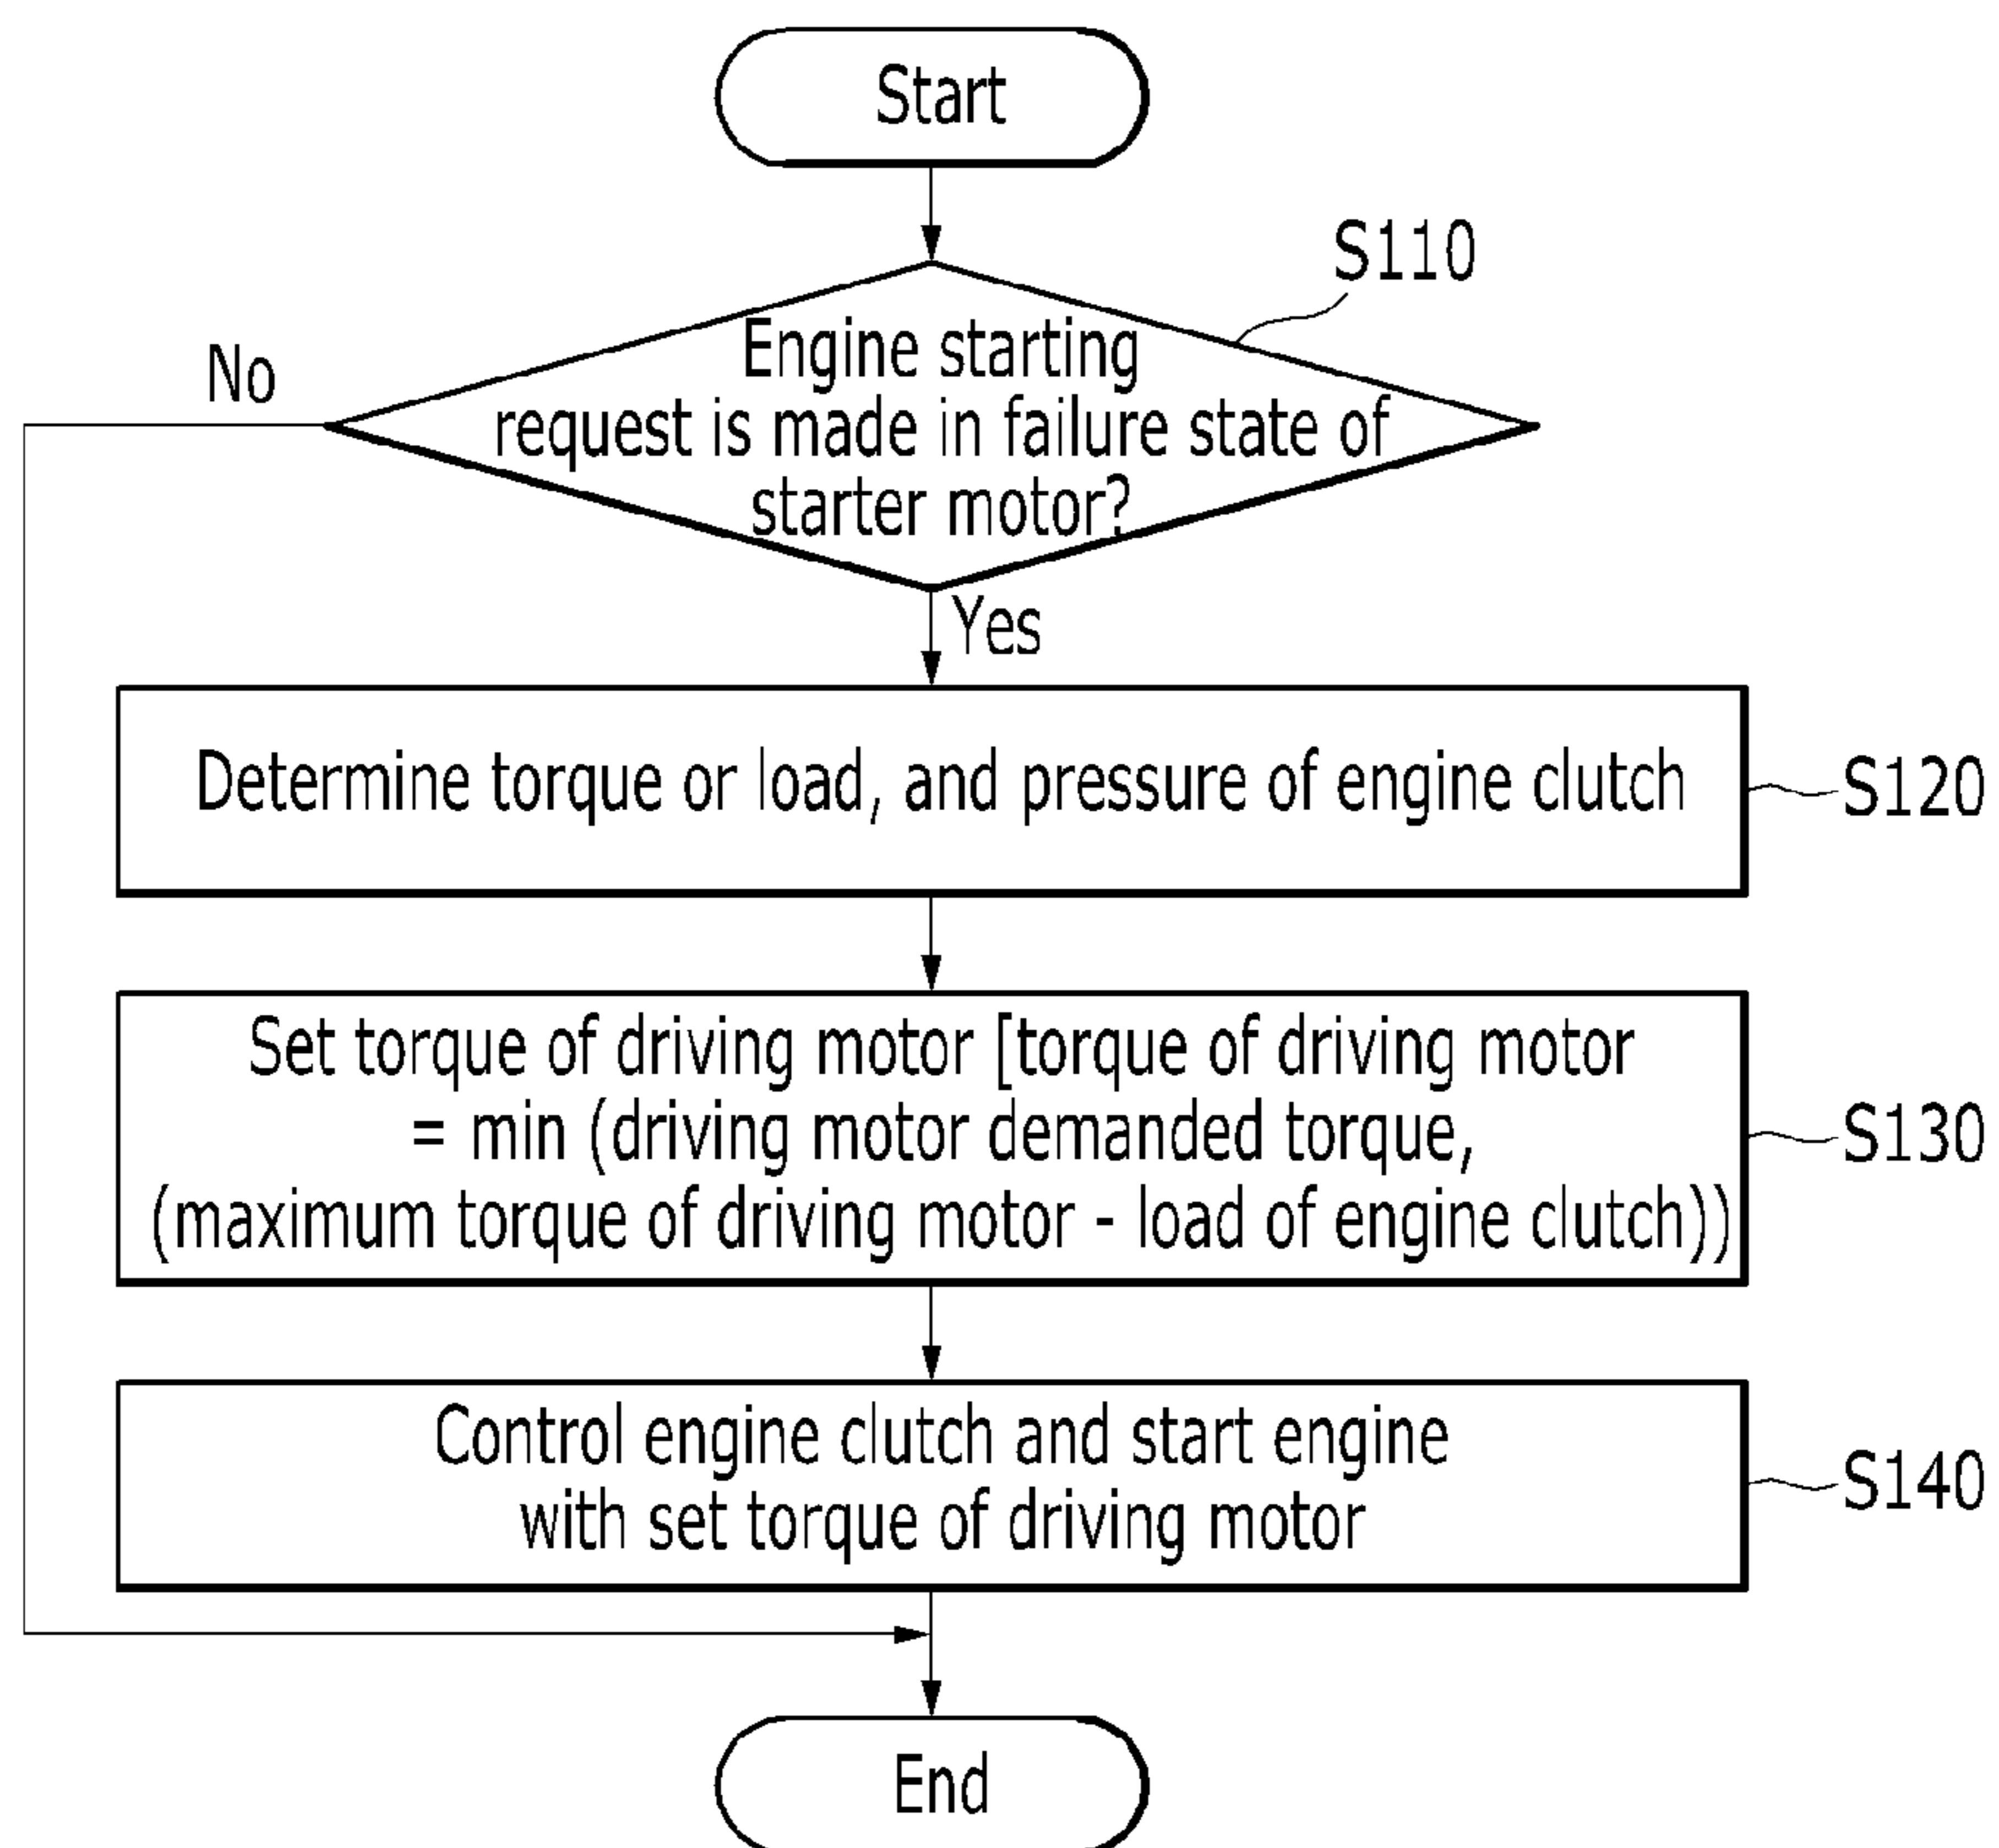 Start
S110
No
Engine starting
request is made in failure state of
starter motor?
Yes
Determine torque or load, and pressure of engine clutch
S120
Set torque of driving motor [torque of driving motor
= min (driving motor demanded torque,
(maximum torque of driving motor - load of engine clutch))
S130
Control engine clutch and start engine
with set torque of driving motor
S140
End